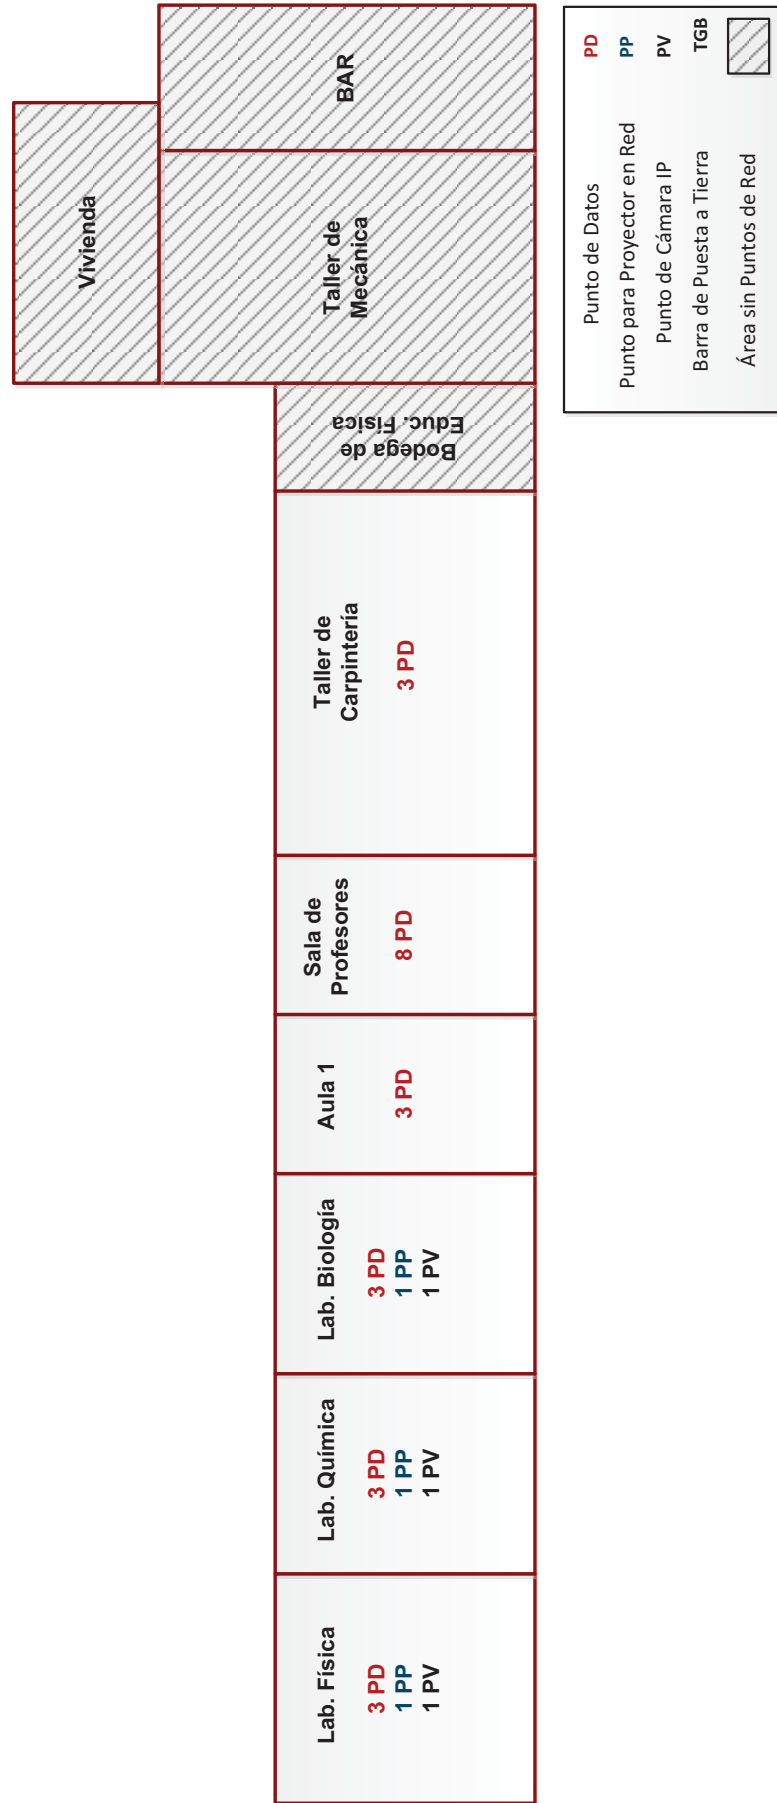 Vivienda
BAR
Taller de
Mecánica
Bodega de
Educ. Física
Taller de
Carpintería
3 PD
Sala de
Profesores
8 PD
Aula 1
3 PD
Lab. Biología
3 PD
1 PP
1 PV
Lab. Química
3 PD
1 PP
1 PV
Lab. Física
3 PD
1 PP
1 PV
Punto de Datos PD
Punto para Proyector en Red PP
Punto de Cámara IP PV
Barra de Puesta a Tierra TGB
Área sin Puntos de Red